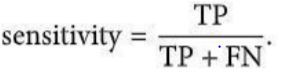 sensitivity = TP / (TP + FN).